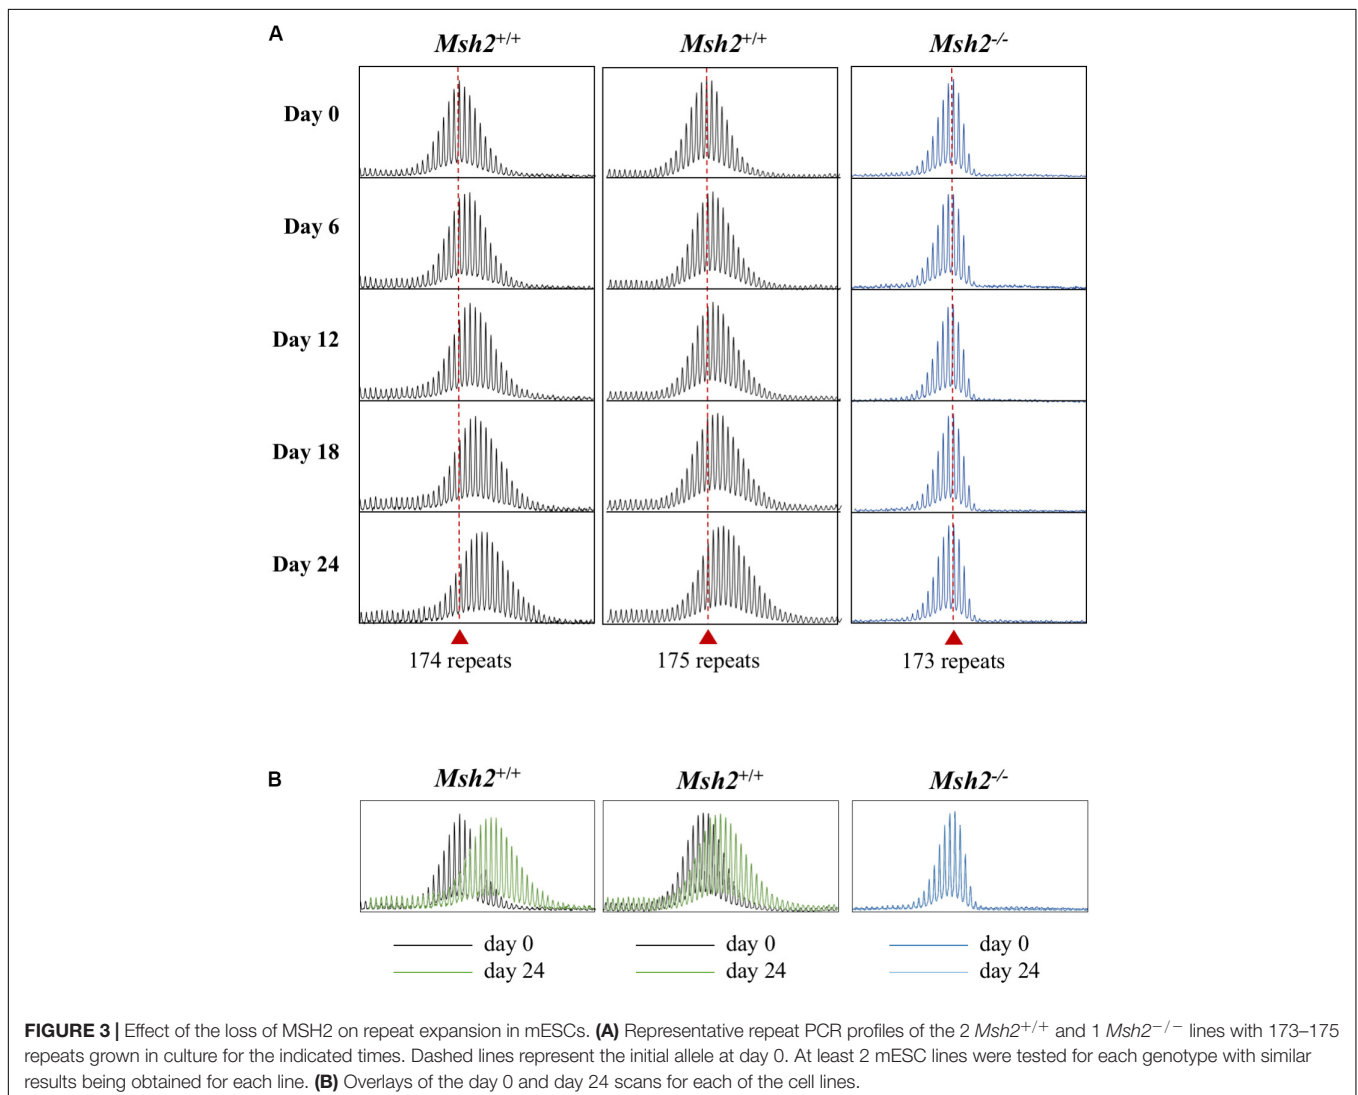 A
Msh2+/+ Msh2+/+ Msh2-/-
Day 0
Day 6
Day 12
Day 18
Day 24
174 repeats 175 repeats 173 repeats
B
Msh2+/+ Msh2+/+ Msh2-/-
day 0 day 0 day 0
day 24 day 24 day 24
FIGURE 3 | Effect of the loss of MSH2 on repeat expansion in mESCs. (A) Representative repeat PCR profiles of the 2 Msh2+/+ and 1 Msh2−/− lines with 173–175
repeats grown in culture for the indicated times. Dashed lines represent the initial allele at day 0. At least 2 mESC lines were tested for each genotype with similar
results being obtained for each line. (B) Overlays of the day 0 and day 24 scans for each of the cell lines.